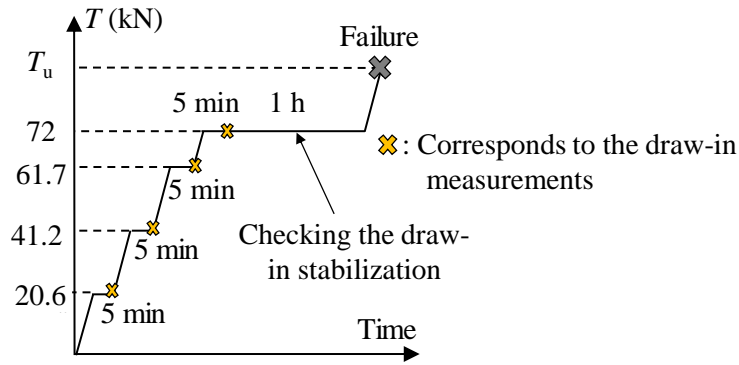 T (kN)
Failure
Tu
5 min 1 h
72
: Corresponds to the draw-in
measurements
61.7
5 min
41.2
Checking the draw-
in stabilization
5 min
20.6
5 min
Time